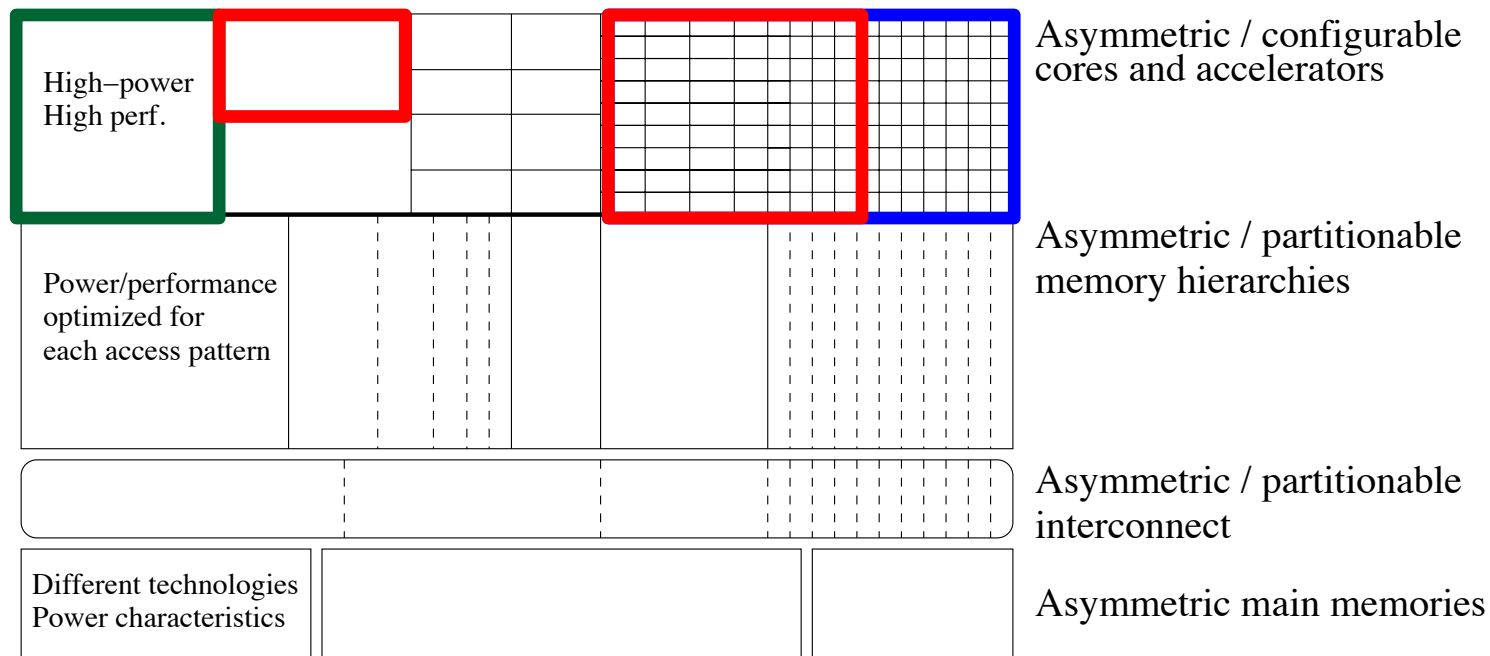 High–power
High perf.
Asymmetric / configurable
cores and accelerators
Power/performance
optimized for
each access pattern
Asymmetric / partitionable
memory hierarchies
Asymmetric / partitionable
interconnect
Different technologies
Power characteristics
Asymmetric main memories